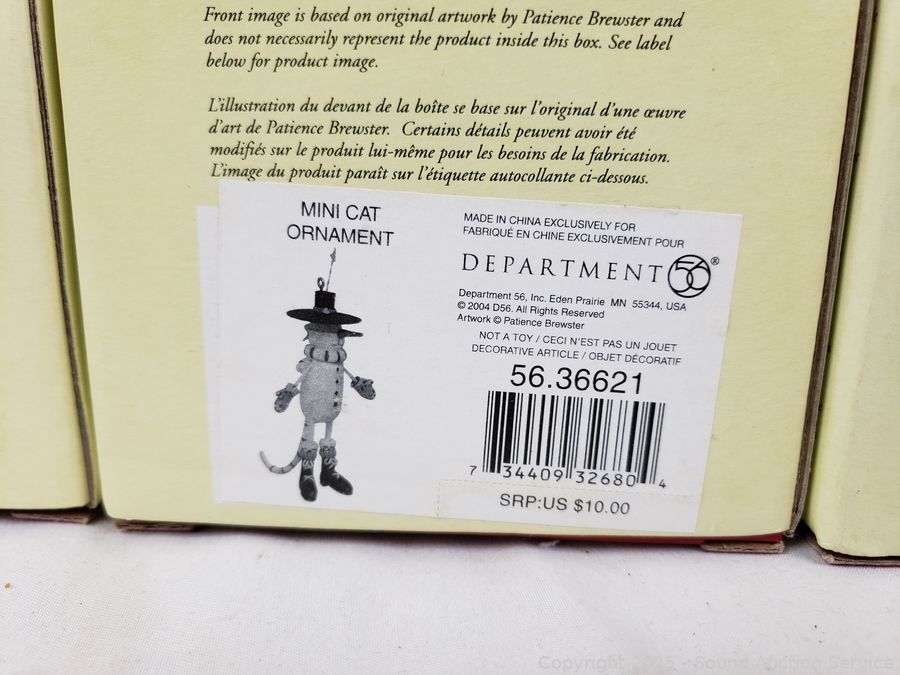 Front image is based on original artwork by Patience Brewster and
does not necessarily represent the product inside this box. See label
below for product image.
L'illustration du devant de la boîte se base sur l'original d'une œuvre
d'art de Patience Brewster. Certains détails peuvent avoir été
modifiés sur le produit lui-même pour les besoins de la fabrication.
L'image du produit paraît sur l'étiquette autocollante ci-dessous.
MINI CAT
ORNAMENT
MADE IN CHINA EXCLUSIVELY FOR
FABRIQUÉ EN CHINE EXCLUSIVEMENT POUR
DEPARTMENT 56®
Department 56, Inc. Eden Prairie MN 55344, USA
© 2004 D56. All Rights Reserved
Artwork © Patience Brewster
NOT A TOY / CECI N'EST PAS UN JOUET
DECORATIVE ARTICLE / OBJET DÉCORATIF
56.36621
7 34409 32680 4
SRP:US $10.00
Copyright 2025 - Sound Auction Service